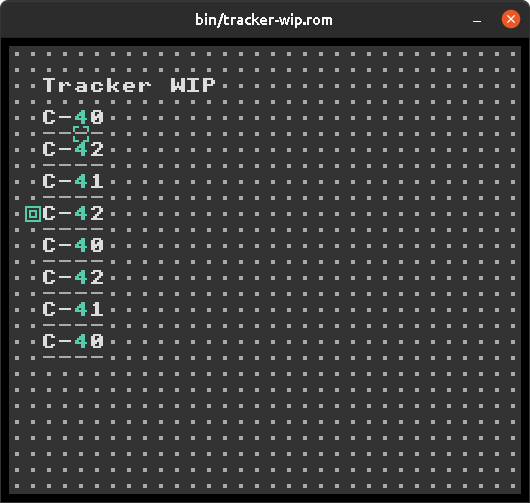 bin/tracker-wip.rom
Tracker WIP
C-40
----
C-42
----
C-41
----
C-42
----
C-40
----
C-42
----
C-41
----
C-40
----